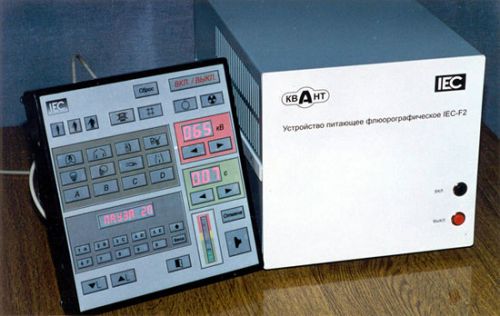 IEC
Сброс
ВКЛ. / ВЫКЛ.
065 кВ
007 с
A B C D
ПАУЗА 20
L
КВАНТ
IEC
Устройство питающее флюорографическое IEC-F2
ВКЛ
ВЫКЛ